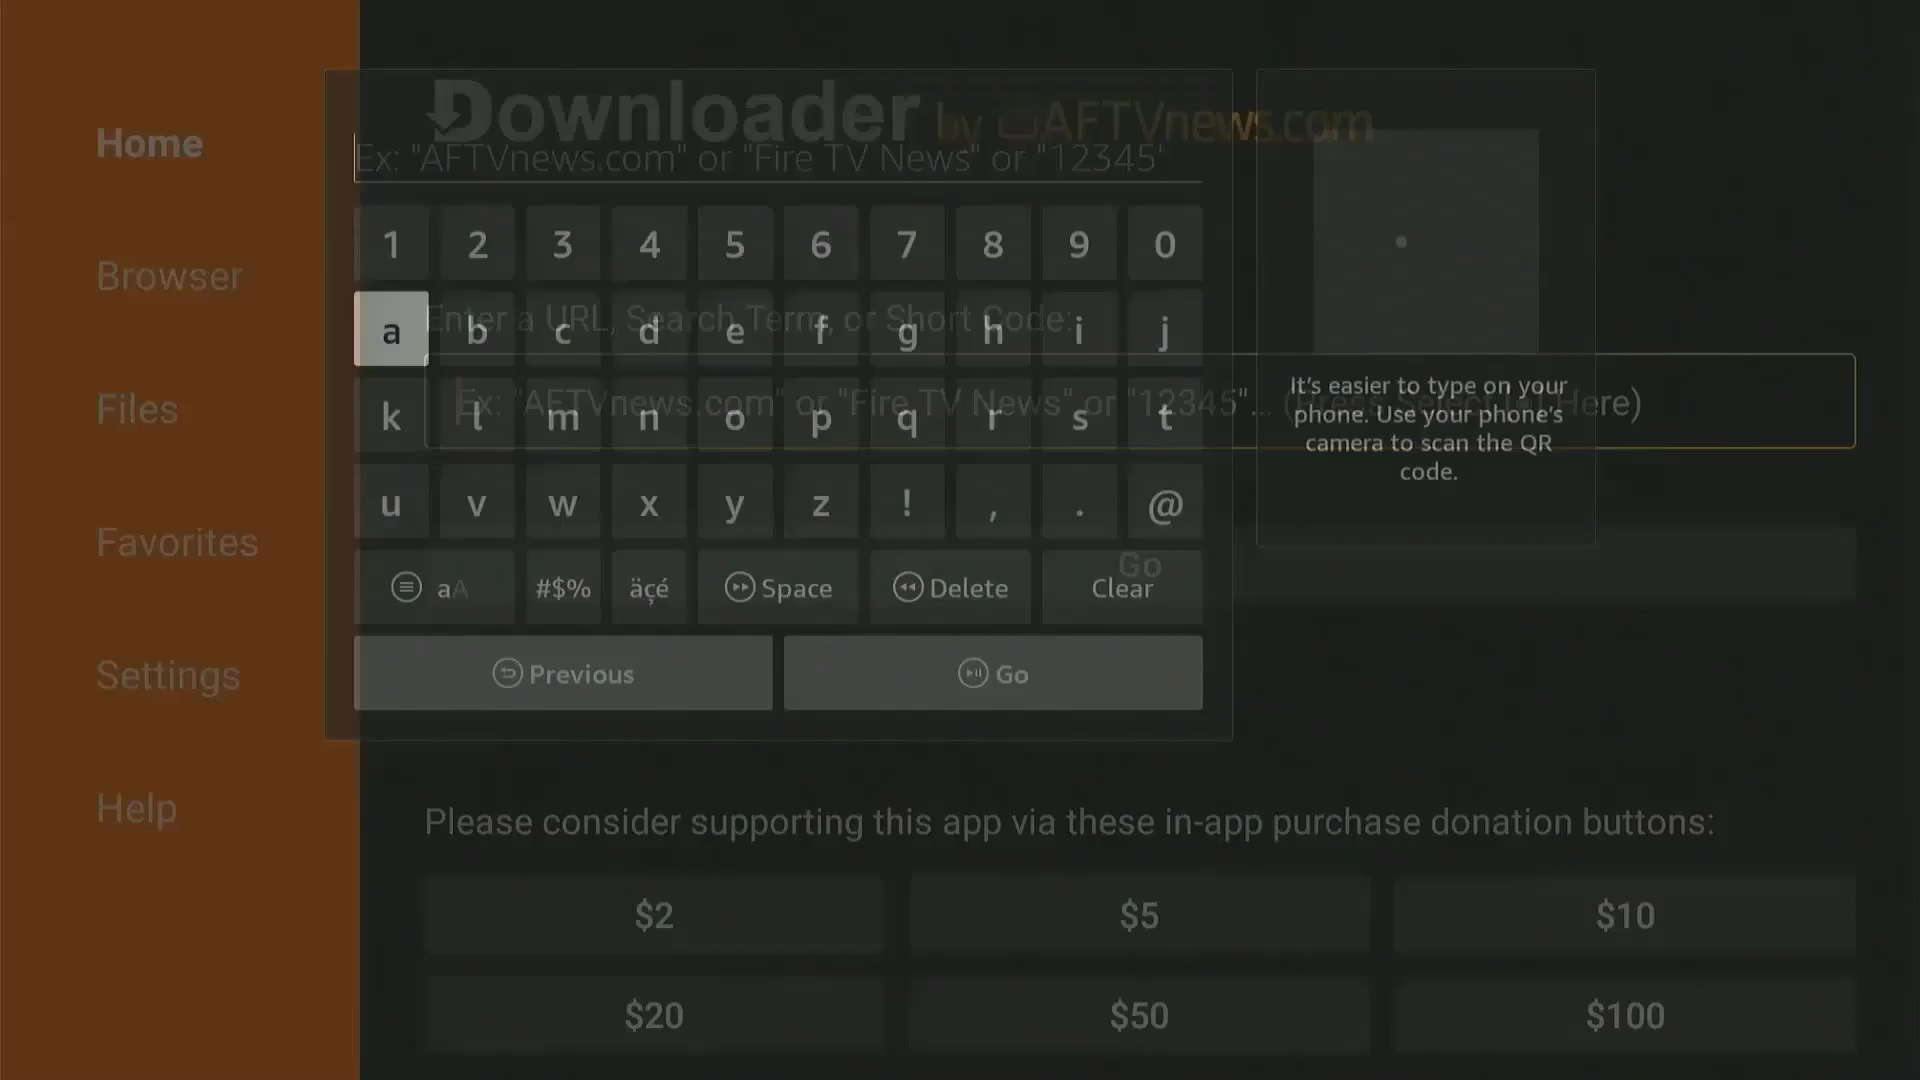 Home
Browser
Files
Favorites
Settings
Help
Downloader by AFTVnews.com
Ex: "AFTVnews.com" or "Fire TV News" or "12345"
1 2 3 4 5 6 7 8 9 0
Enter a URL, Search Term, or Short Code:
a b c d e f g h i j
Ex: "AFTVnews.com" or "Fire TV News" or "12345"... (Press Select Here)
k l m n o p q r s t
u v w x y z ! , . @
aA #$% äçé Space Delete Clear
Go
Previous Go
It's easier to type on your
phone. Use your phone's
camera to scan the QR
code.
Please consider supporting this app via these in-app purchase donation buttons:
$2 $5 $10
$20 $50 $100